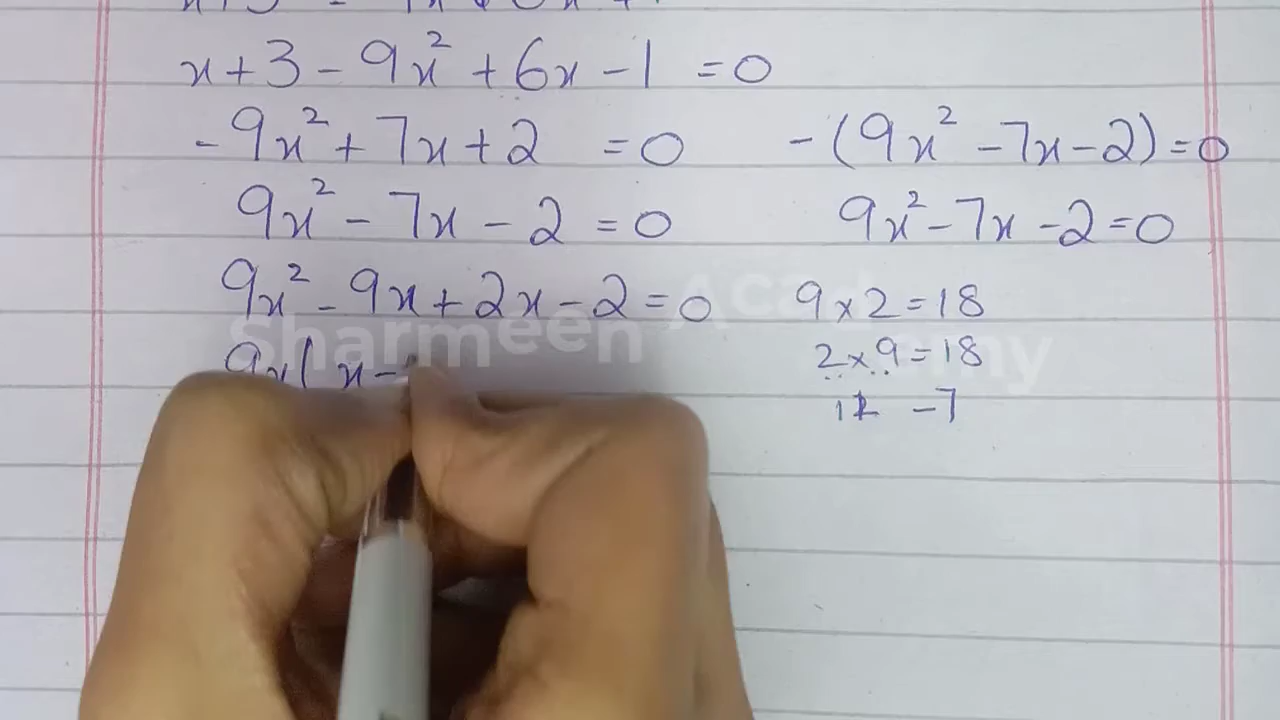 x + 3 - 9x² + 6x - 1 = 0
- 9x² + 7x + 2 = 0 - (9x² - 7x - 2) = 0
9x² - 7x - 2 = 0 9x² - 7x - 2 = 0
9x² - 9x + 2x - 2 = 0 9 x 2 = 18
Sharmeen Academy
9x( x - 2 x 9 = 18
- 7